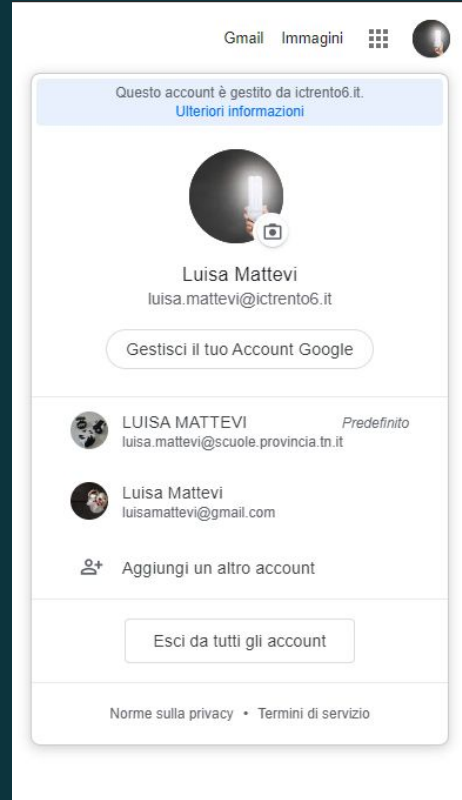 Gmail Immagini
Questo account è gestito da ictrento6.it.
Ulteriori informazioni
Luisa Mattevi
luisa.mattevi@ictrento6.it
Gestisci il tuo Account Google
LUISA MATTEVI Predefinito
luisa.mattevi@scuole.provincia.tn.it
Luisa Mattevi
luisamattevi@gmail.com
Aggiungi un altro account
Esci da tutti gli account
Norme sulla privacy • Termini di servizio